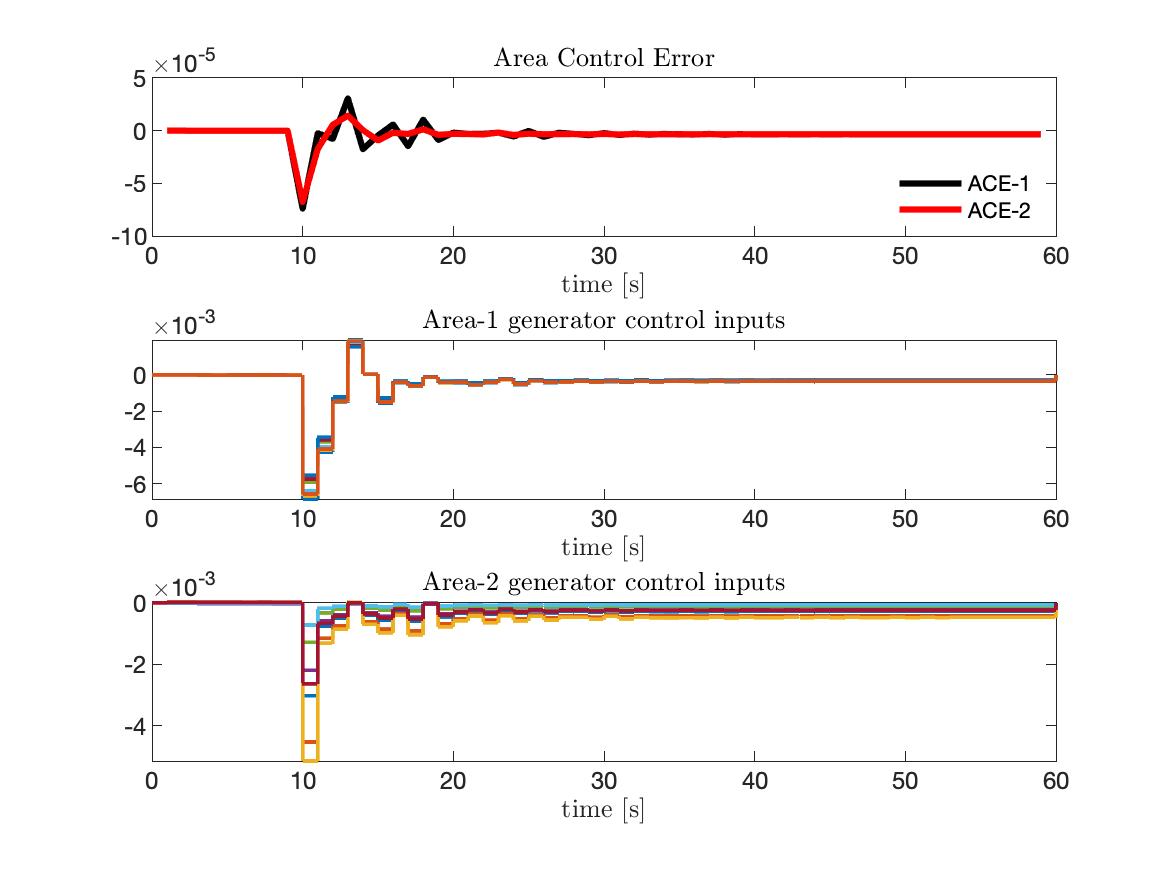 ×10-5
Area Control Error
5
0
-5
-10
ACE-1
ACE-2
0 10 20 30 40 50 60
time [s]
×10-3
Area-1 generator control inputs
0
-2
-4
-6
0 10 20 30 40 50 60
time [s]
×10-3
Area-2 generator control inputs
0
-2
-4
0 10 20 30 40 50 60
time [s]